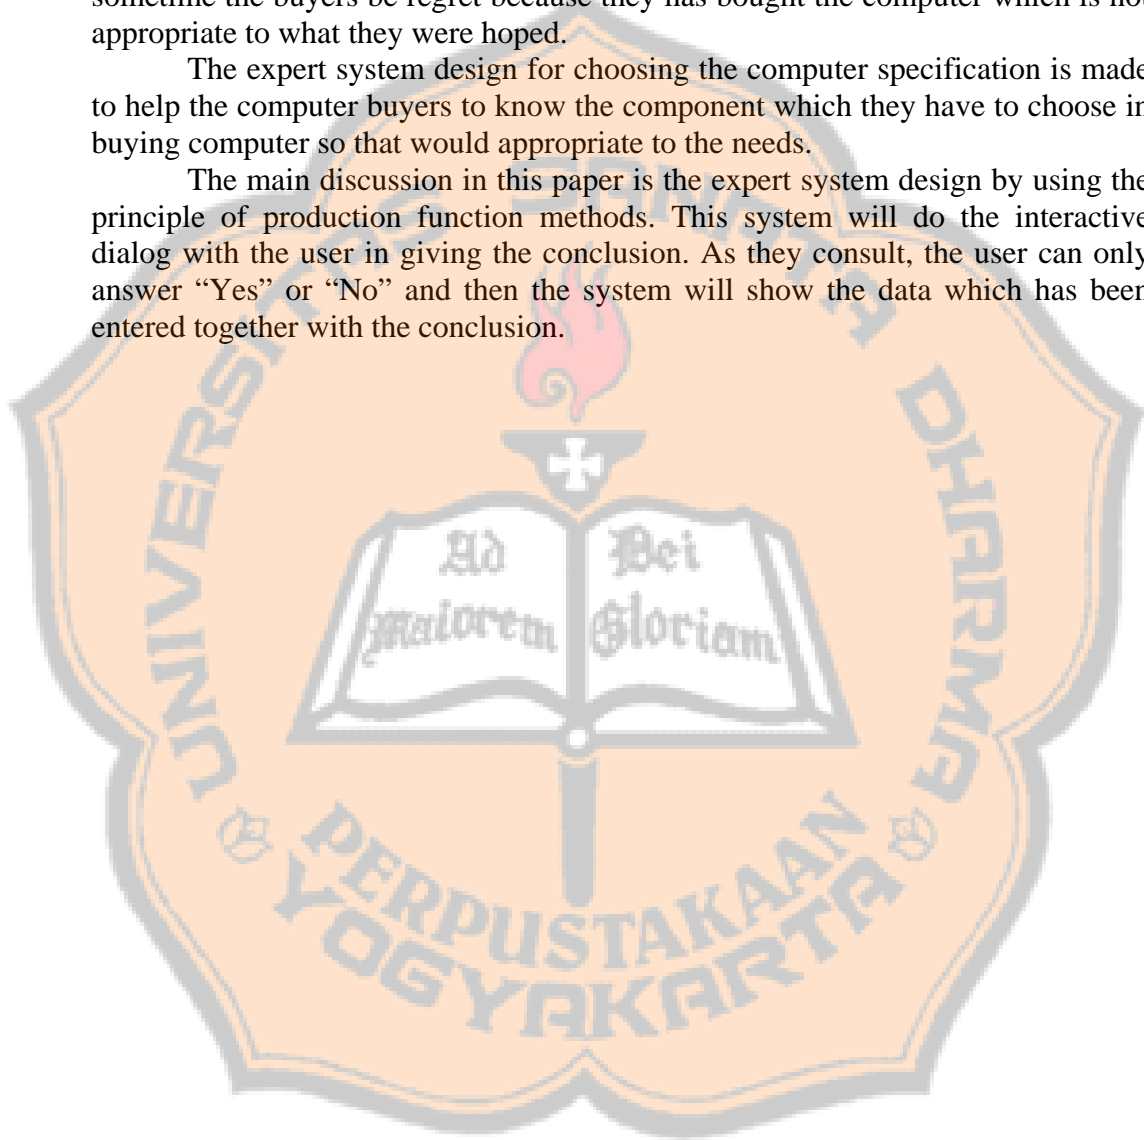 sometime the buyers be regret because they has bought the computer which is not
appropriate to what they were hoped.
The expert system design for choosing the computer specification is made
to help the computer buyers to know the component which they have to choose in
buying computer so that would appropriate to the needs.
The main discussion in this paper is the expert system design by using the
principle of production function methods. This system will do the interactive
dialog with the user in giving the conclusion. As they consult, the user can only
answer “Yes” or “No” and then the system will show the data which has been
entered together with the conclusion.
UNIVERSITAS SANATA DHARMA
Ad Dei
Maiorem Gloriam
PERPUSTAKAAN
YOGYAKARTA